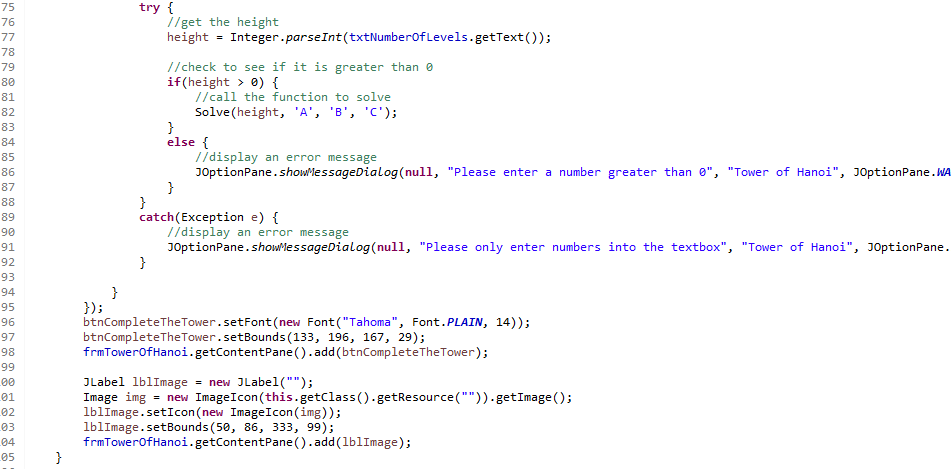 75 try {
76 //get the height
77 height = Integer.parseInt(txtNumberOfLevels.getText());
78
79 //check to see if it is greater than 0
80 if(height > 0) {
81 //call the function to solve
82 Solve(height, 'A', 'B', 'C');
83 }
84 else {
85 //display an error message
86 JOptionPane.showMessageDialog(null, "Please enter a number greater than 0", "Tower of Hanoi", JOptionPane.WA
87 }
88 }
89 catch(Exception e) {
90 //display an error message
91 JOptionPane.showMessageDialog(null, "Please only enter numbers into the textbox", "Tower of Hanoi", JOptionPane.
92 }
93
94 }
95 });
96 btnCompleteTheTower.setFont(new Font("Tahoma", Font.PLAIN, 14));
97 btnCompleteTheTower.setBounds(133, 196, 167, 29);
98 frmTowerOfHanoi.getContentPane().add(btnCompleteTheTower);
99
00 JLabel lblImage = new JLabel("");
01 Image img = new ImageIcon(this.getClass().getResource("")).getImage();
02 lblImage.setIcon(new ImageIcon(img));
03 lblImage.setBounds(50, 86, 333, 99);
04 frmTowerOfHanoi.getContentPane().add(lblImage);
05 }